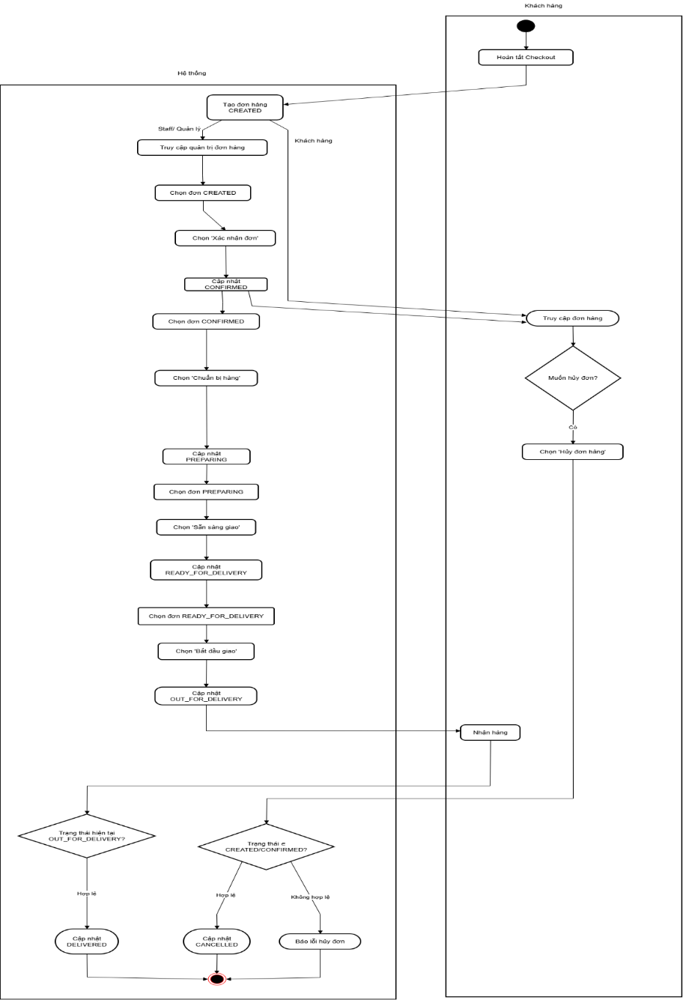 Khách hàng
Hoàn tất Checkout
Hệ thống
Tạo đơn hàng
CREATED
Staff/ Quản lý
Khách hàng
Truy cập quản trị đơn hàng
Chọn đơn CREATED
Chọn 'Xác nhận đơn'
Cập nhật
CONFIRMED
Chọn đơn CONFIRMED
Truy cập đơn hàng
Muốn hủy đơn?
Chọn 'Chuẩn bị hàng'
Có
Chọn 'Hủy đơn hàng'
Cập nhật
PREPARING
Chọn đơn PREPARING
Chọn 'Sẵn sàng giao'
Cập nhật
READY_FOR_DELIVERY
Chọn đơn READY_FOR_DELIVERY
Chọn 'Bắt đầu giao'
Cập nhật
OUT_FOR_DELIVERY
Nhận hàng
Trạng thái hiện tại
OUT_FOR_DELIVERY?
Trạng thái ∈
CREATED/CONFIRMED?
Hợp lệ
Hợp lệ
Không hợp lệ
Cập nhật
DELIVERED
Cập nhật
CANCELLED
Báo lỗi hủy đơn